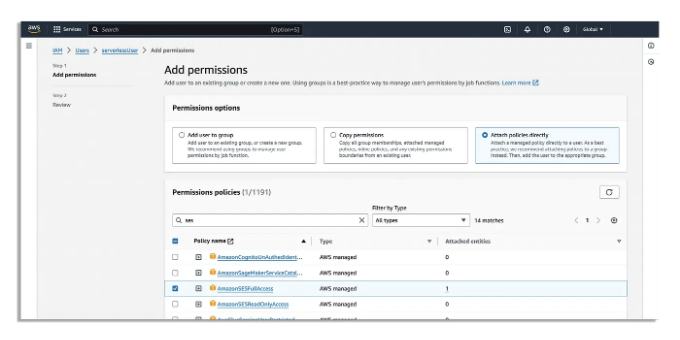 aws Services Search [Option+S] Global
IAM > Users > serverlessUser > Add permissions
Step 1
Add permissions
Step 2
Review
Add permissions
Add user to an existing group or create a new one. Using groups is a best-practice way to manage user's permissions by job functions. Learn more
Permissions options
Add user to group
Add user to an existing group, or create a new group.
We recommend using groups to manage user
permissions by job function.
Copy permissions
Copy all group memberships, attached managed
policies, inline policies, and any existing permissions
boundaries from an existing user.
Attach policies directly
Attach a managed policy directly to a user. As a best
practice, we recommend attaching policies to a group
instead. Then, add the user to the appropriate group.
Permissions policies (1/1191)
Filter by Type
ses All types 14 matches 1
Policy name Type Attached entities
AmazonCognitoUnAuthedIdent... AWS managed 0
AmazonSageMakerServiceCatal... AWS managed 0
AmazonSESFullAccess AWS managed 1
AmazonSESReadOnlyAccess AWS managed 0
AWS managed 0